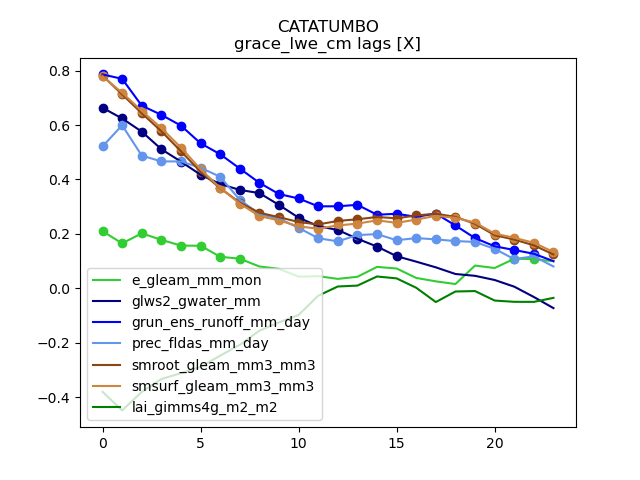 CATATUMBO
grace_lwe_cm lags [X]
0.8
0.6
0.4
0.2
0.0
−0.2
−0.4
e_gleam_mm_mon
glws2_gwater_mm
grun_ens_runoff_mm_day
prec_fldas_mm_day
smroot_gleam_mm3_mm3
smsurf_gleam_mm3_mm3
lai_gimms4g_m2_m2
0 5 10 15 20